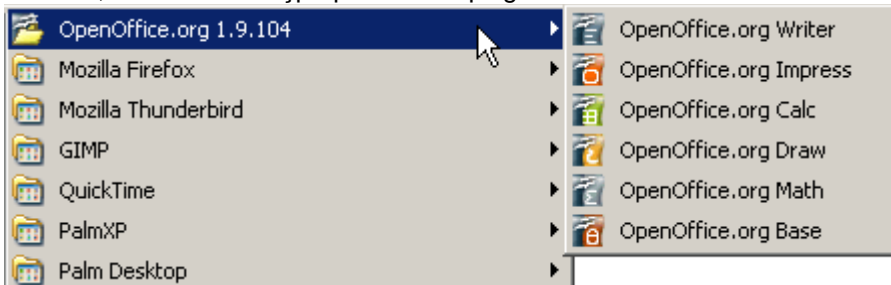 OpenOffice.org 1.9.104
Mozilla Firefox
Mozilla Thunderbird
GIMP
QuickTime
PalmXP
Palm Desktop
OpenOffice.org Writer
OpenOffice.org Impress
OpenOffice.org Calc
OpenOffice.org Draw
OpenOffice.org Math
OpenOffice.org Base